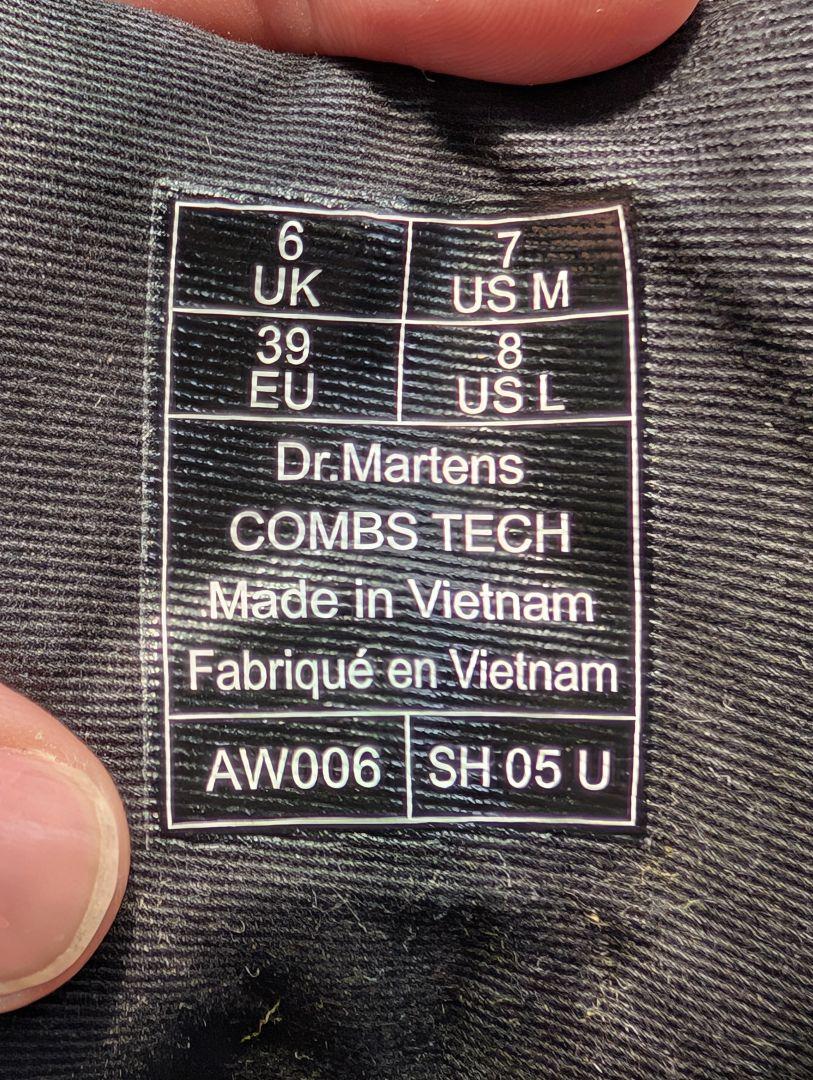 6 7
UK US M
39 8
EU US L
Dr.Martens
COMBS TECH
Made in Vietnam
Fabriqué en Vietnam
AW006 SH 05 U